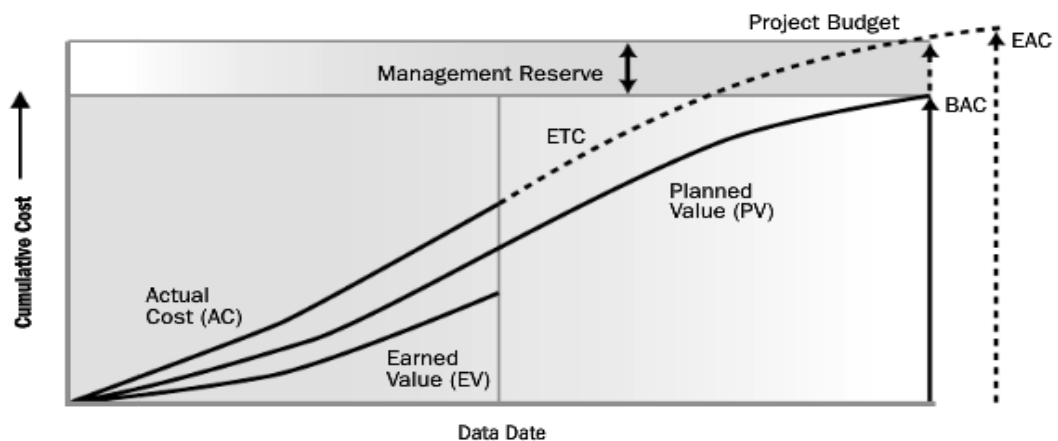 Project Budget
EAC
Management Reserve
BAC
ETC
Planned
Value (PV)
Cumulative Cost
Actual
Cost (AC)
Earned
Value (EV)
Data Date